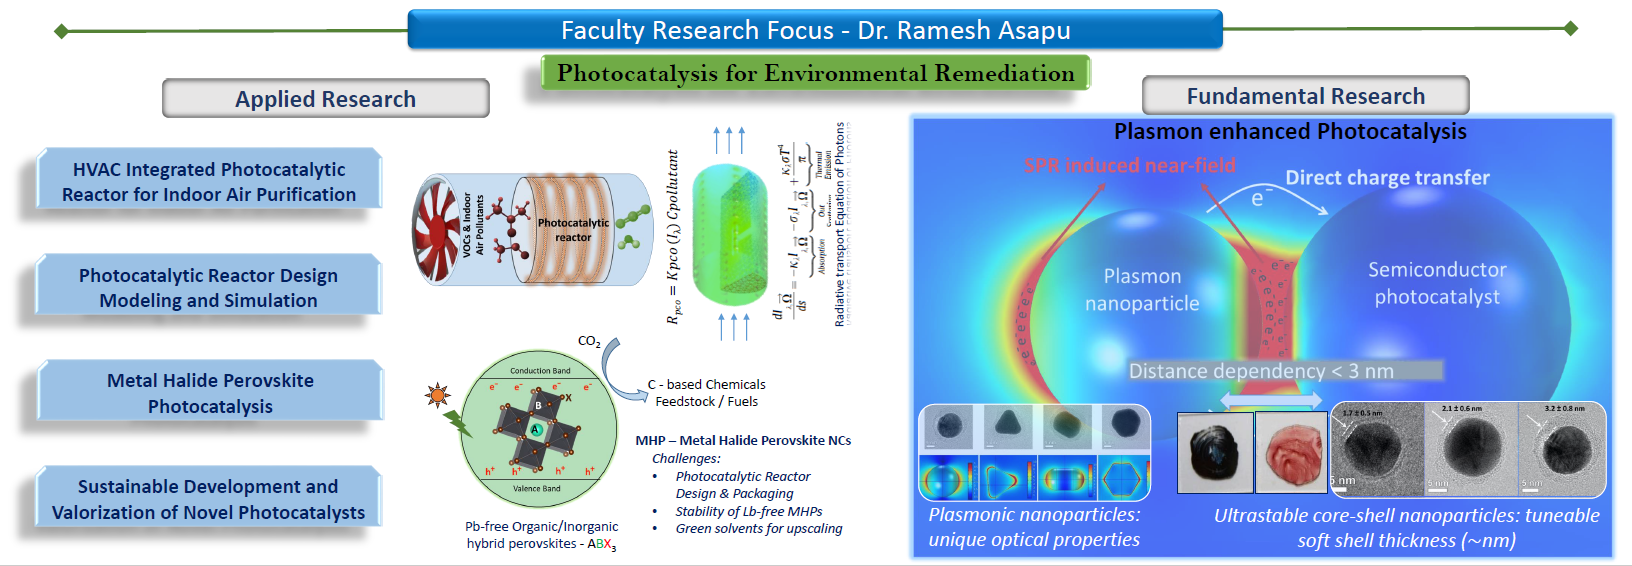 Faculty Research Focus - Dr. Ramesh Asapu
Photocatalysis for Environmental Remediation
Applied Research
HVAC Integrated Photocatalytic
Reactor for Indoor Air Purification
Photocatalytic Reactor Design
Modeling and Simulation
Metal Halide Perovskite
Photocatalysis
Sustainable Development and
Valorization of Novel Photocatalysts
VOCs & Indoor
Air Pollutants
Photocatalytic
reactor
R_pco = Kpco (I_λ) Cpollutant
Absorption
Out
Thermal
Emission
Radiative transport Equation of Photons
CO₂
C - based Chemicals
Feedstock / Fuels
Conduction Band
e⁻ e⁻ e⁻ e⁻
B
X
A
h⁺ h⁺ h⁺ h⁺
Valence Band
Pb-free Organic/Inorganic
hybrid perovskites - ABX₃
MHP – Metal Halide Perovskite NCs
Challenges:
• Photocatalytic Reactor
Design & Packaging
• Stability of Lb-free MHPs
• Green solvents for upscaling
Fundamental Research
Plasmon enhanced Photocatalysis
SPR induced near-field
Direct charge transfer
e⁻
Plasmon
nanoparticle
Semiconductor
photocatalyst
Distance dependency < 3 nm
1.7 ± 0.5 nm
2.1 ± 0.6 nm
3.2 ± 0.8 nm
5 nm
5 nm
5 nm
Plasmonic nanoparticles:
unique optical properties
Ultrastable core-shell nanoparticles: tuneable
soft shell thickness (~nm)